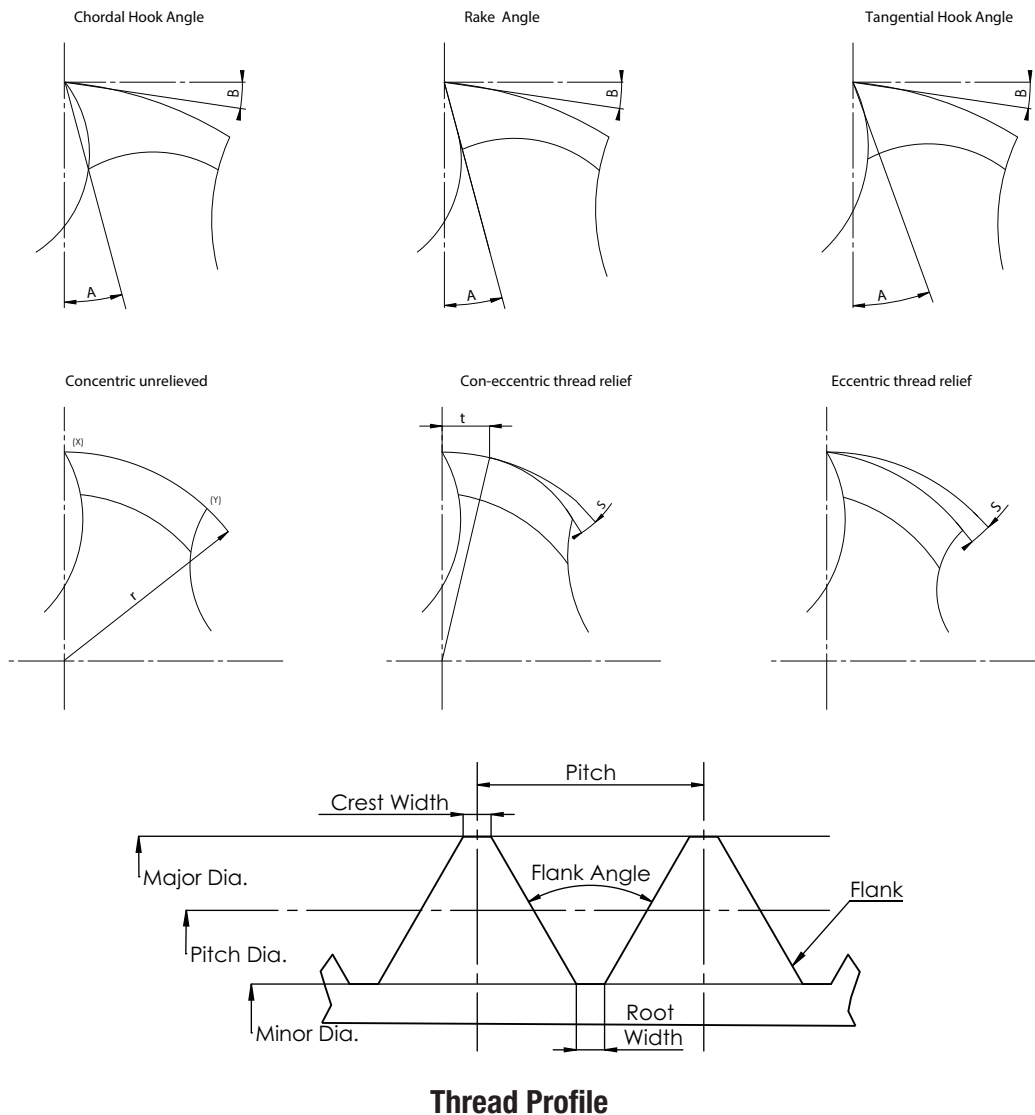 Chordal Hook Angle
Rake Angle
Tangential Hook Angle
B
B
B
A
A
A
Concentric unrelieved
Con-eccentric thread relief
Eccentric thread relief
t
(X)
(Y)
S
S
r
Pitch
Crest Width
Major Dia.
Flank Angle
Flank
Pitch Dia.
Minor Dia.
Root
Width
Thread Profile